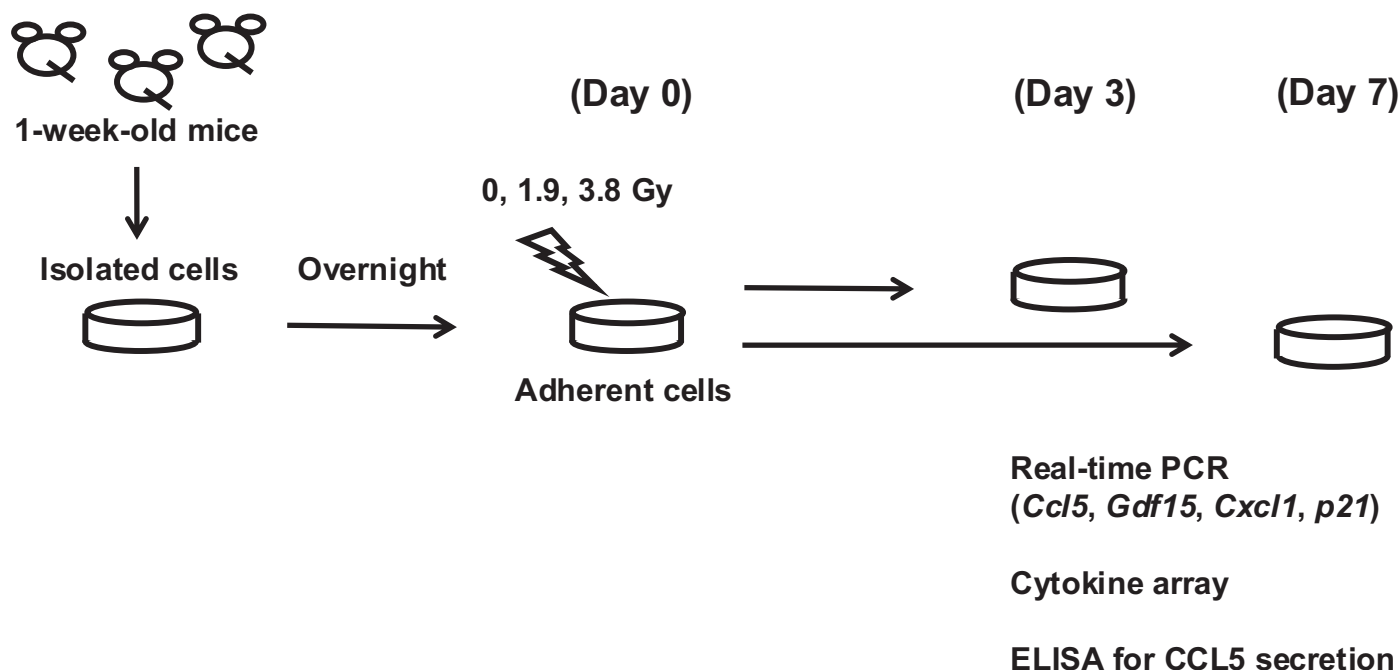 (Day 0)
(Day 3)
(Day 7)
1-week-old mice
0, 1.9, 3.8 Gy
Isolated cells
Overnight
Adherent cells
Real-time PCR
(Ccl5, Gdf15, Cxcl1, p21)
Cytokine array
ELISA for CCL5 secretion